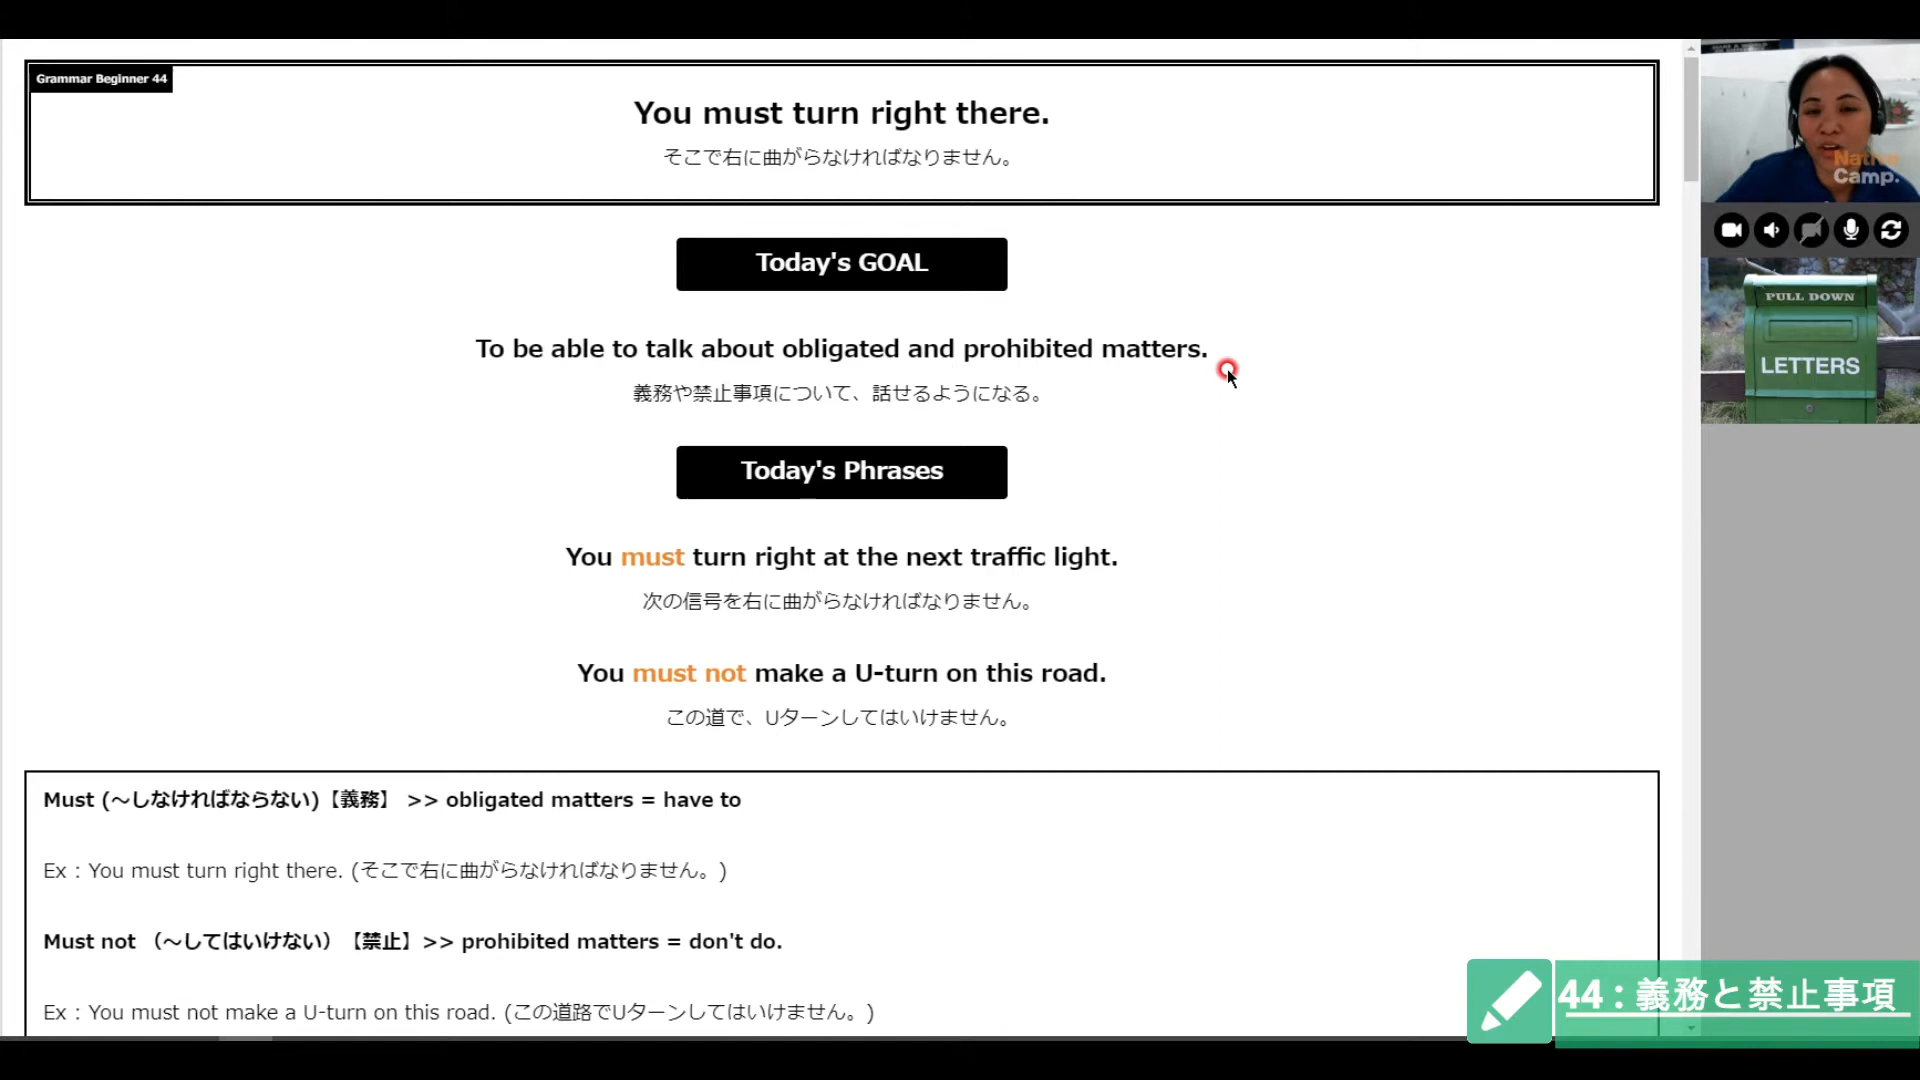 Grammar Beginner 44
You must turn right there.
そこで右に曲がらなければなりません。
Today's GOAL
To be able to talk about obligated and prohibited matters.
義務や禁止事項について、話せるようになる。
Today's Phrases
You must turn right at the next traffic light.
次の信号を右に曲がらなければなりません。
You must not make a U-turn on this road.
この道で、Uターンしてはいけません。
Must (～しなければならない)【義務】 >> obligated matters = have to
Ex : You must turn right there. (そこで右に曲がらなければなりません。)
Must not （～してはいけない）【禁止】>> prohibited matters = don't do.
Ex : You must not make a U-turn on this road. (この道路でUターンしてはいけません。)
Native
Camp.
PULL DOWN
LETTERS
44：義務と禁止事項